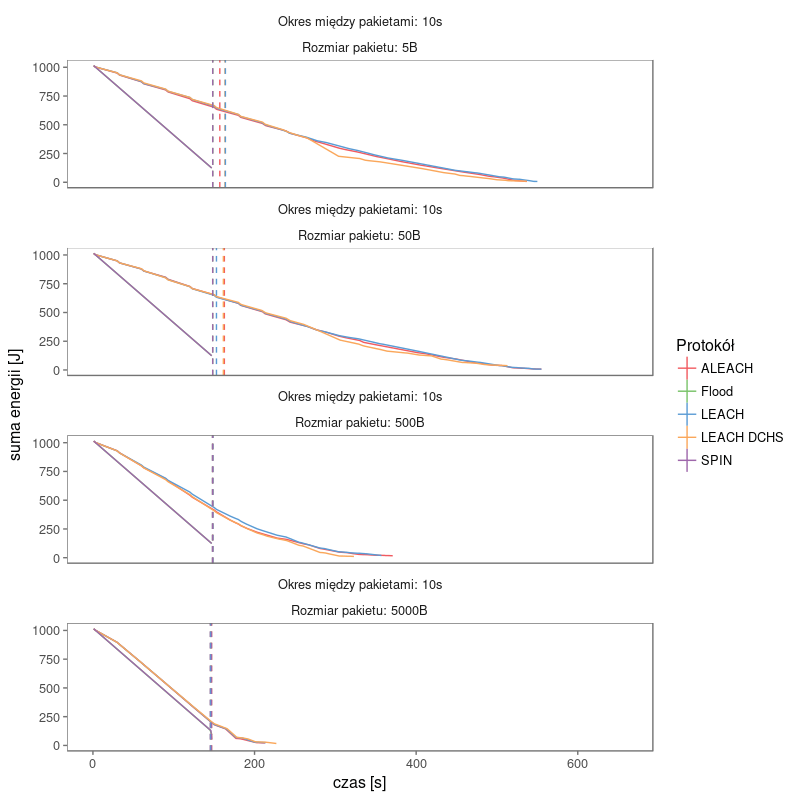 Okres między pakietami: 10s
Rozmiar pakietu: 5B
1000
750
500
250
0
Okres między pakietami: 10s
Rozmiar pakietu: 50B
1000
750
500
250
0
Okres między pakietami: 10s
Rozmiar pakietu: 500B
1000
750
500
250
0
Okres między pakietami: 10s
Rozmiar pakietu: 5000B
1000
750
500
250
0
0 200 400 600
czas [s]
suma energii [J]
Protokół
ALEACH
Flood
LEACH
LEACH DCHS
SPIN